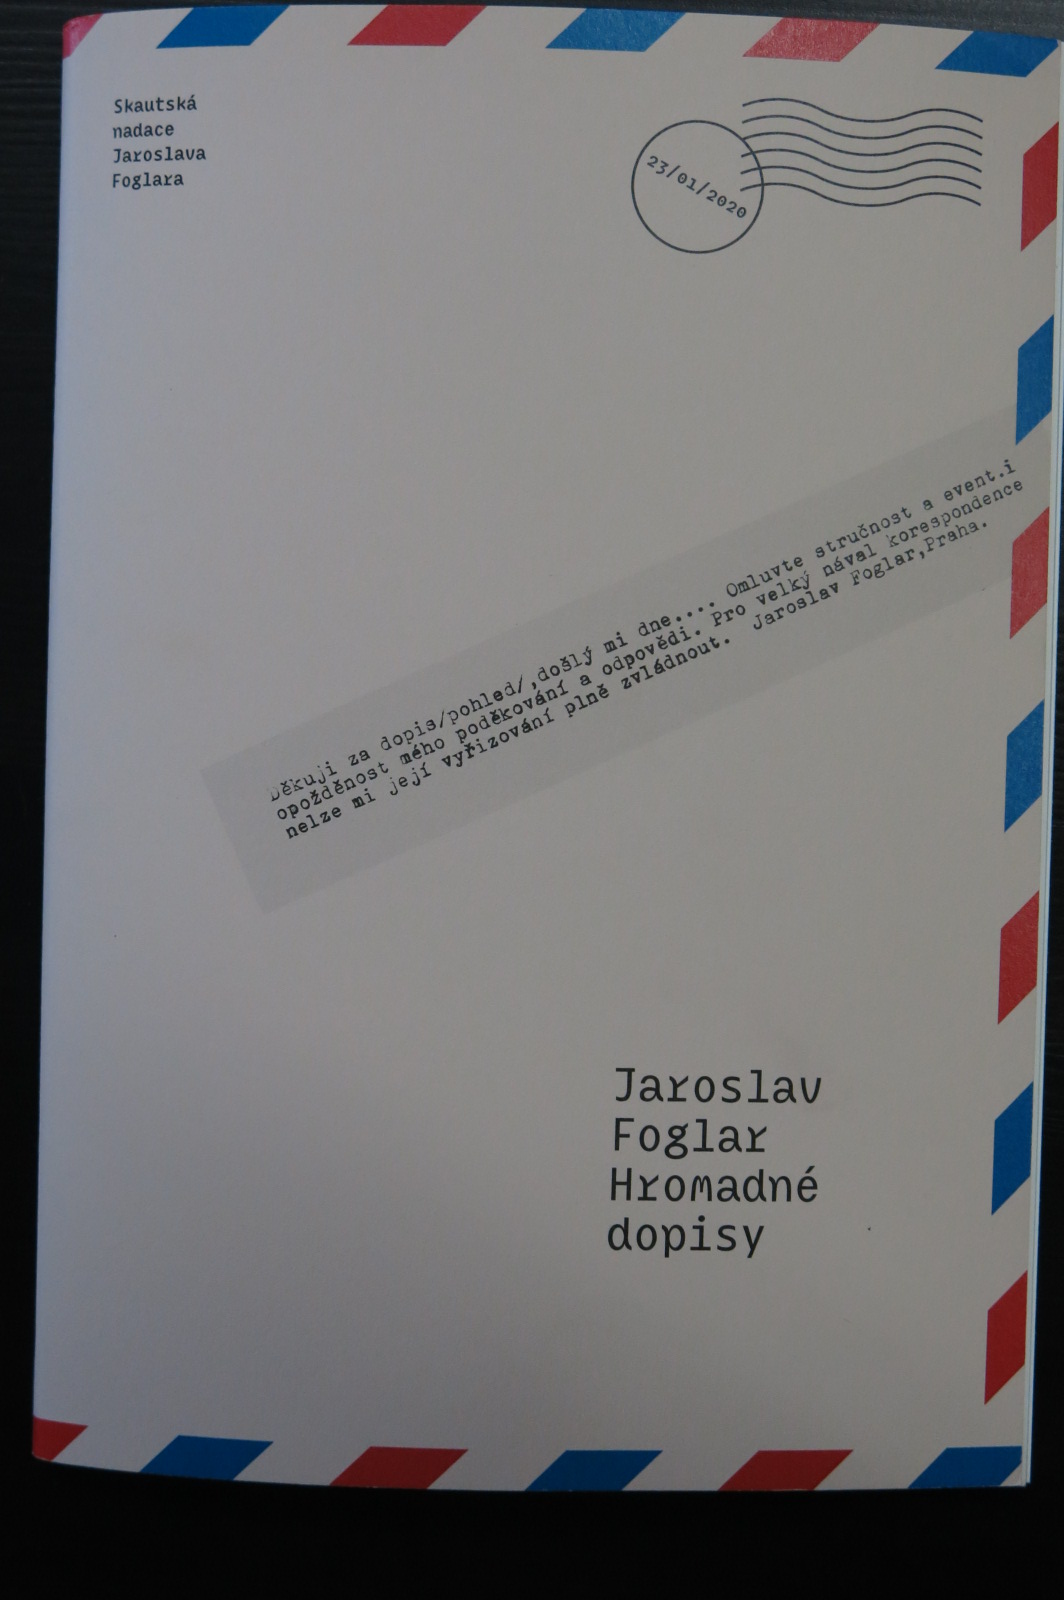 Skautská
nadace
Jaroslava
Foglara
23/01/2020
Děkuji za dopis/pohled/,došlý mi dne.... Omluvte stručnost a event.i
opožděnost mého poděkování a odpovědi. Pro velký nával korespondence
nelze mi její vyřizování plně zvládnout. Jaroslav Foglar,Praha.
Jaroslav
Foglar
Hromadné
dopisy